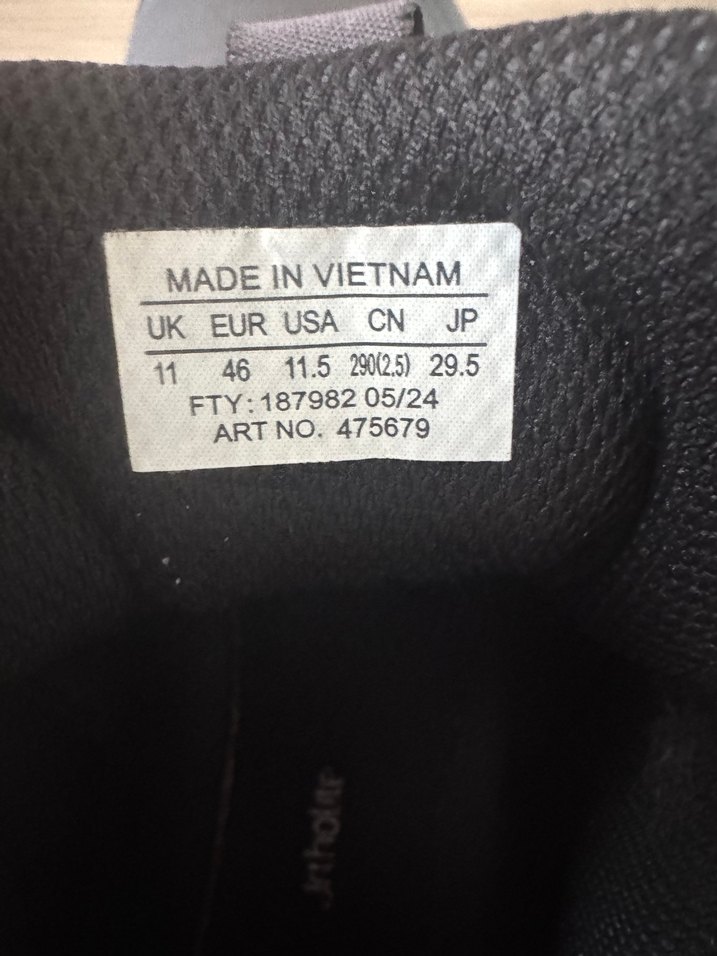 MADE IN VIETNAM
UK EUR USA CN JP
11 46 11.5 290(2.5) 29.5
FTY: 187982 05/24
ART NO. 475679